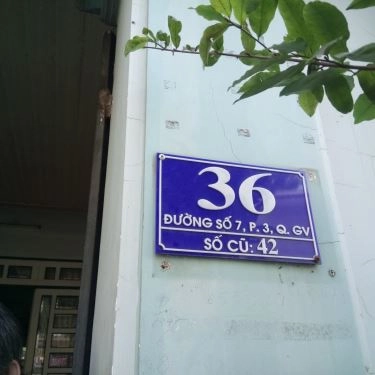 36
ĐƯỜNG SỐ 7, P. 3, Q. GV
SỐ CŨ: 42